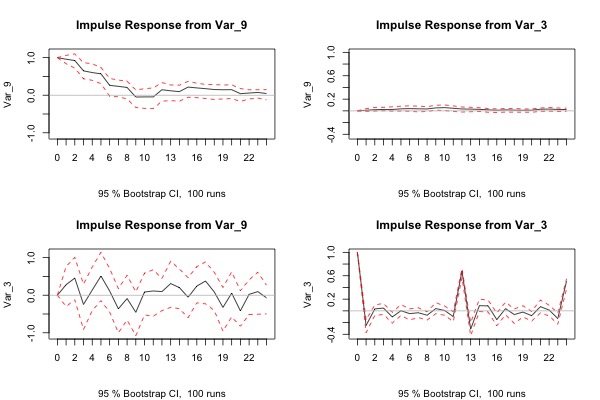 Impulse Response from Var_9
Var_9
1.0
0.0
-1.0
0 2 4 6 8 10 13 16 19 22
95 % Bootstrap CI, 100 runs
Impulse Response from Var_3
Var_9
1.0
0.6
0.2
-0.4
0 2 4 6 8 10 13 16 19 22
95 % Bootstrap CI, 100 runs
Impulse Response from Var_9
Var_3
1.0
0.0
-1.0
0 2 4 6 8 10 13 16 19 22
95 % Bootstrap CI, 100 runs
Impulse Response from Var_3
Var_3
1.0
0.6
0.2
-0.4
0 2 4 6 8 10 13 16 19 22
95 % Bootstrap CI, 100 runs